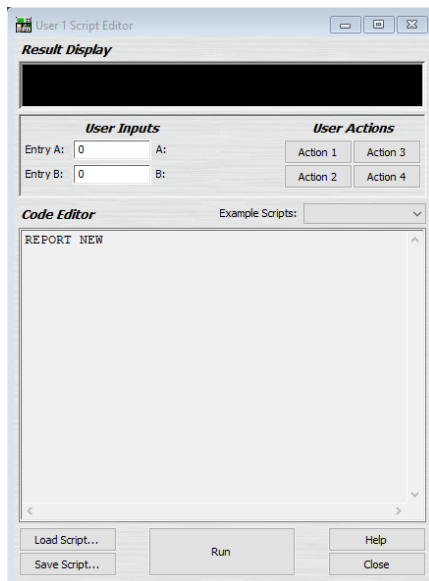 User 1 Script Editor
Result Display
User Inputs
User Actions
Entry A: 0 A:
Action 1 Action 3
Entry B: 0 B:
Action 2 Action 4
Code Editor Example Scripts:
REPORT NEW
Load Script... Run Help
Save Script... Close